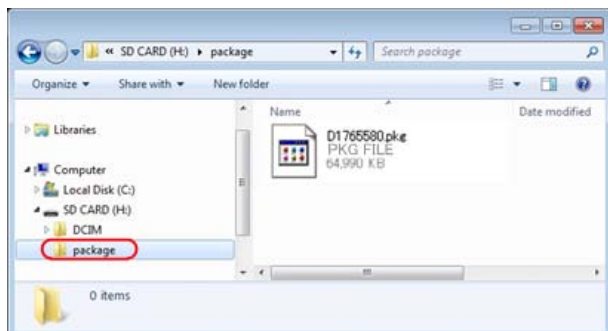 « SD CARD (H:) ▸ package
Search package
Organize ▾ Share with ▾ New folder
Name Date modified
Libraries
D1765580.pkg
PKG FILE
64,990 KB
Computer
Local Disk (C:)
SD CARD (H:)
DCIM
package
0 items